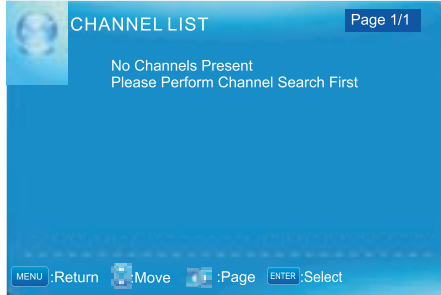 CHANNEL LIST
Page 1/1
No Channels Present
Please Perform Channel Search First
MENU :Return :Move :Page ENTER :Select